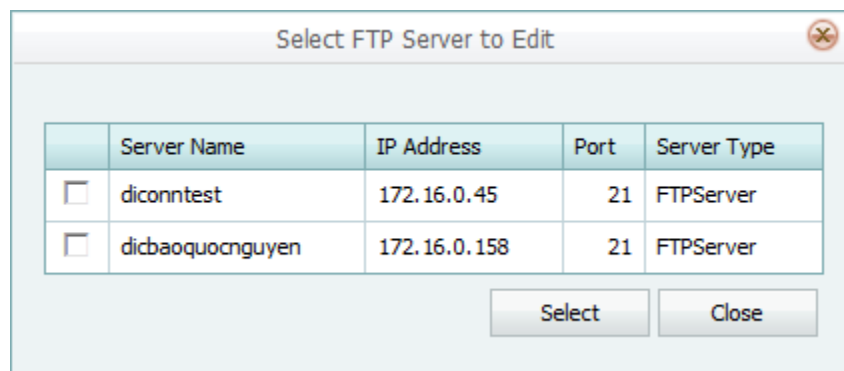 Select FTP Server to Edit
Server Name IP Address Port Server Type
diconntest 172.16.0.45 21 FTPServer
dicbaoquocnguyen 172.16.0.158 21 FTPServer
Select Close